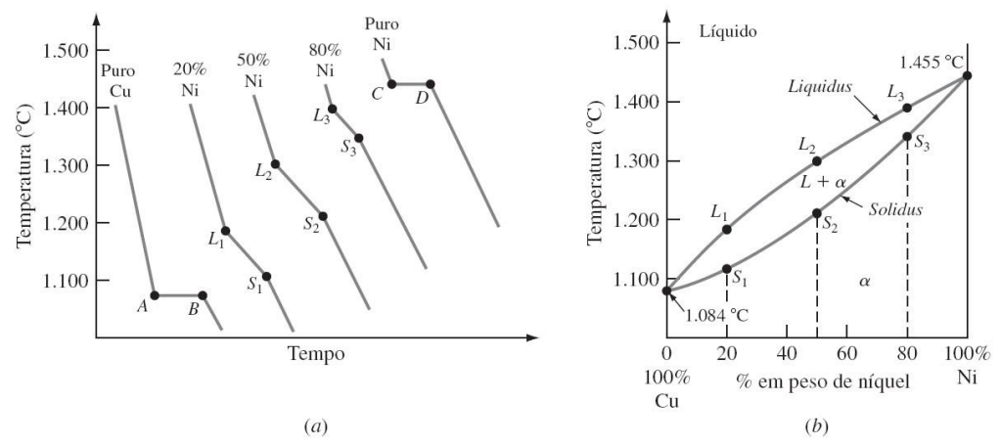 Temperatura (°C)
1.500
1.400
1.300
1.200
1.100
Puro
Cu
20%
Ni
50%
Ni
80%
Ni
Puro
Ni
A
B
L1
S1
L2
S2
L3
S3
C
D
Tempo
(a)
Temperatura (°C)
1.500
1.400
1.300
1.200
1.100
Líquido
1.455 °C
Liquidus
L3
S3
L2
L + α
Solidus
S2
L1
S1
α
1.084 °C
0 20 40 60 80 100%
100%
Cu
% em peso de níquel
Ni
(b)